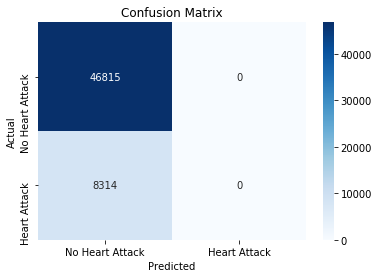 Confusion Matrix
Actual
No Heart Attack
Heart Attack
46815
0
8314
0
No Heart Attack
Heart Attack
Predicted
40000
30000
20000
10000
0